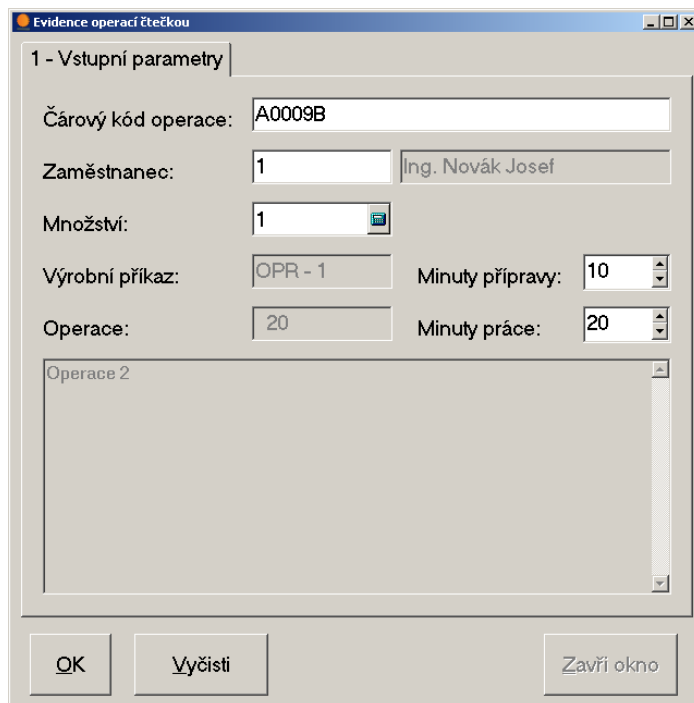 Evidence operací čtečkou
1 - Vstupní parametry
Čárový kód operace: A0009B
Zaměstnanec: 1 Ing. Novák Josef
Množství: 1
Výrobní příkaz: OPR - 1 Minuty přípravy: 10
Operace: 20 Minuty práce: 20
Operace 2
OK Vyčisti Zavři okno